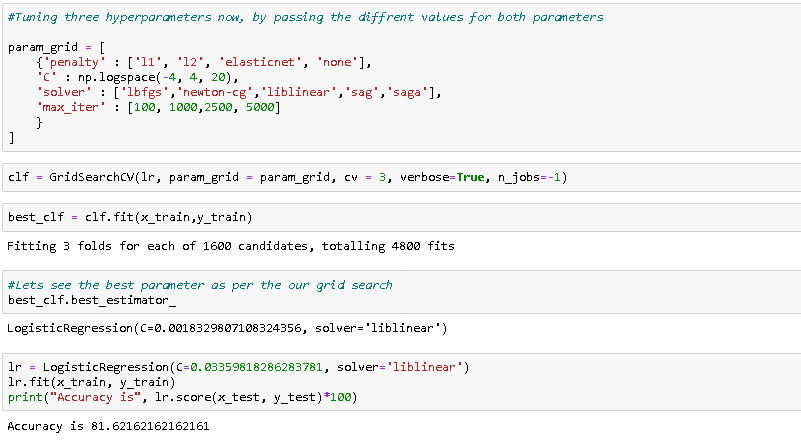 #Tuning three hyperparameters now, by passing the diffrent values for both parameters
param_grid = [
{'penalty' : ['l1', 'l2', 'elasticnet', 'none'],
'C' : np.logspace(-4, 4, 20),
'solver' : ['lbfgs','newton-cg','liblinear','sag','saga'],
'max_iter' : [100, 1000,2500, 5000]
}
]
clf = GridSearchCV(lr, param_grid = param_grid, cv = 3, verbose=True, n_jobs=-1)
best_clf = clf.fit(x_train,y_train)
Fitting 3 folds for each of 1600 candidates, totalling 4800 fits
#Lets see the best parameter as per the our grid search
best_clf.best_estimator_
LogisticRegression(C=0.0018329807108324356, solver='liblinear')
lr = LogisticRegression(C=0.03359818286283781, solver='liblinear')
lr.fit(x_train, y_train)
print("Accuracy is", lr.score(x_test, y_test)*100)
Accuracy is 81.62162162162161